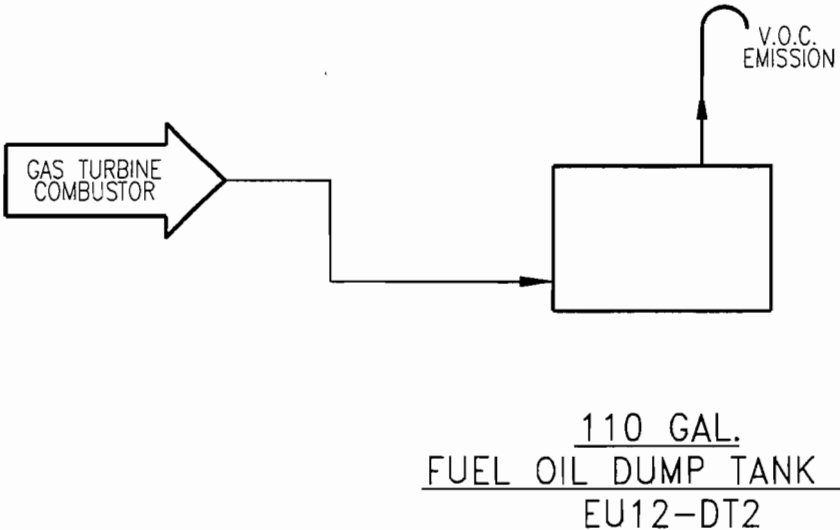 V.O.C.
EMISSION
GAS TURBINE
COMBUSTOR
110 GAL.
FUEL OIL DUMP TANK
EU12-DT2